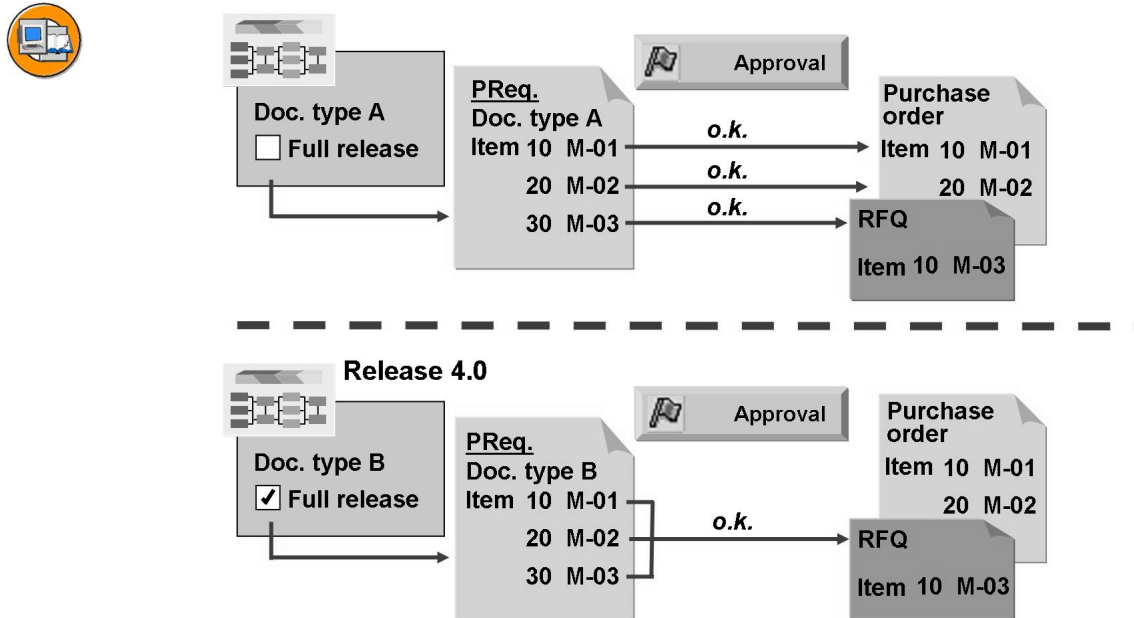 Approval
Doc. type A
Full release
PReq.
Doc. type A
Item 10 M-01
20 M-02
30 M-03
o.k.
o.k.
o.k.
Purchase
order
Item 10 M-01
20 M-02
RFQ
Item 10 M-03
Release 4.0
Approval
Doc. type B
Full release
PReq.
Doc. type B
Item 10 M-01
20 M-02
30 M-03
o.k.
Purchase
order
Item 10 M-01
20 M-02
RFQ
Item 10 M-03